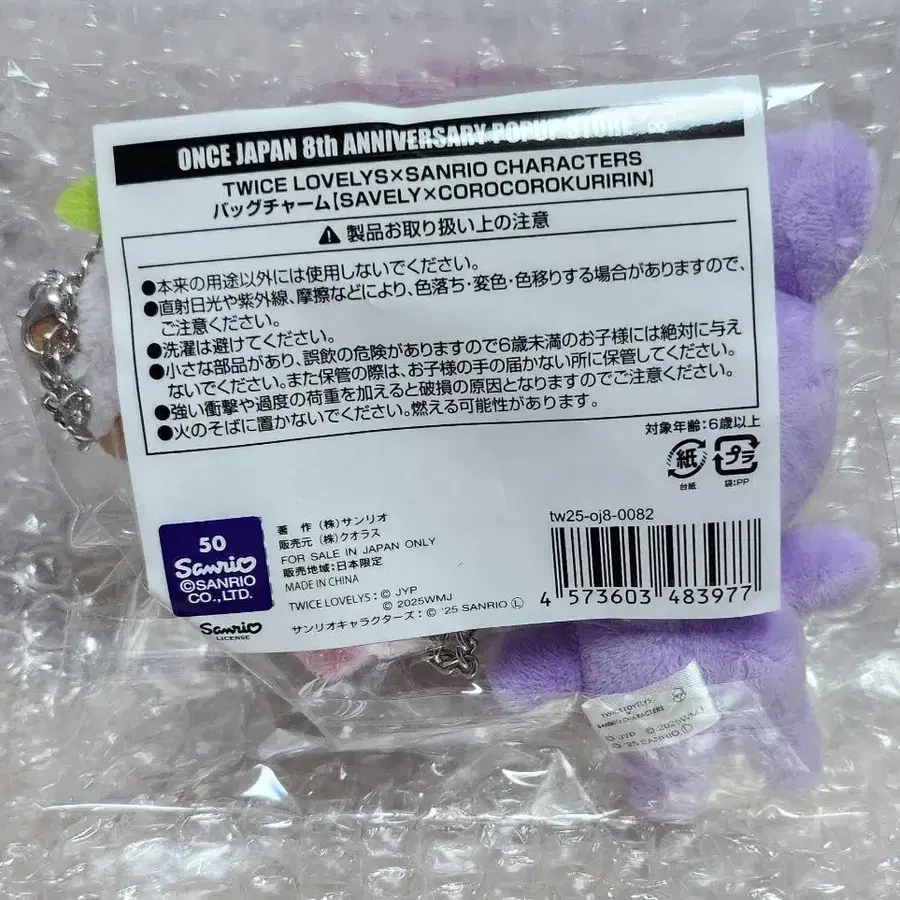 ONCE JAPAN 8th ANNIVERSARY POPUP STORE
TWICE LOVELYS×SANRIO CHARACTERS
バッグチャーム【SAVELY×COROCOROKURIRIN】
製品お取り扱い上の注意
●本来の用途以外には使用しないでください。
●直射日光や紫外線、摩擦などにより、色落ち・変色・色移りする場合がありますので、
ご注意ください。
●洗濯は避けてください。
●小さな部品があり、誤飲の危険がありますので6歳未満のお子様には絶対に与え
ないでください。また保管の際は、お子様の手の届かない所に保管してください。
●強い衝撃や過度の荷重を加えると破損の原因となりますのでご注意ください。
●火のそばに置かないでください。燃える可能性があります。
対象年齢:6歳以上
紙 プラ
台紙 袋:PP
50
Sanrio
©SANRIO
CO.,LTD.
Sanrio
LICENSE
著 作 (株)サンリオ
販売元 (株)クオラス
FOR SALE IN JAPAN ONLY
販売地域:日本限定
MADE IN CHINA
TWICE LOVELYS:© JYP
© 2025WMJ
サンリオキャラクターズ:© '25 SANRIO Ⓛ
tw25-oj8-0082
4 573603 483977
TWICE LOVELYS
×
SANRIO CHARACTERS
© JYP © 2025WMJ
© '25 SANRIO Ⓛ